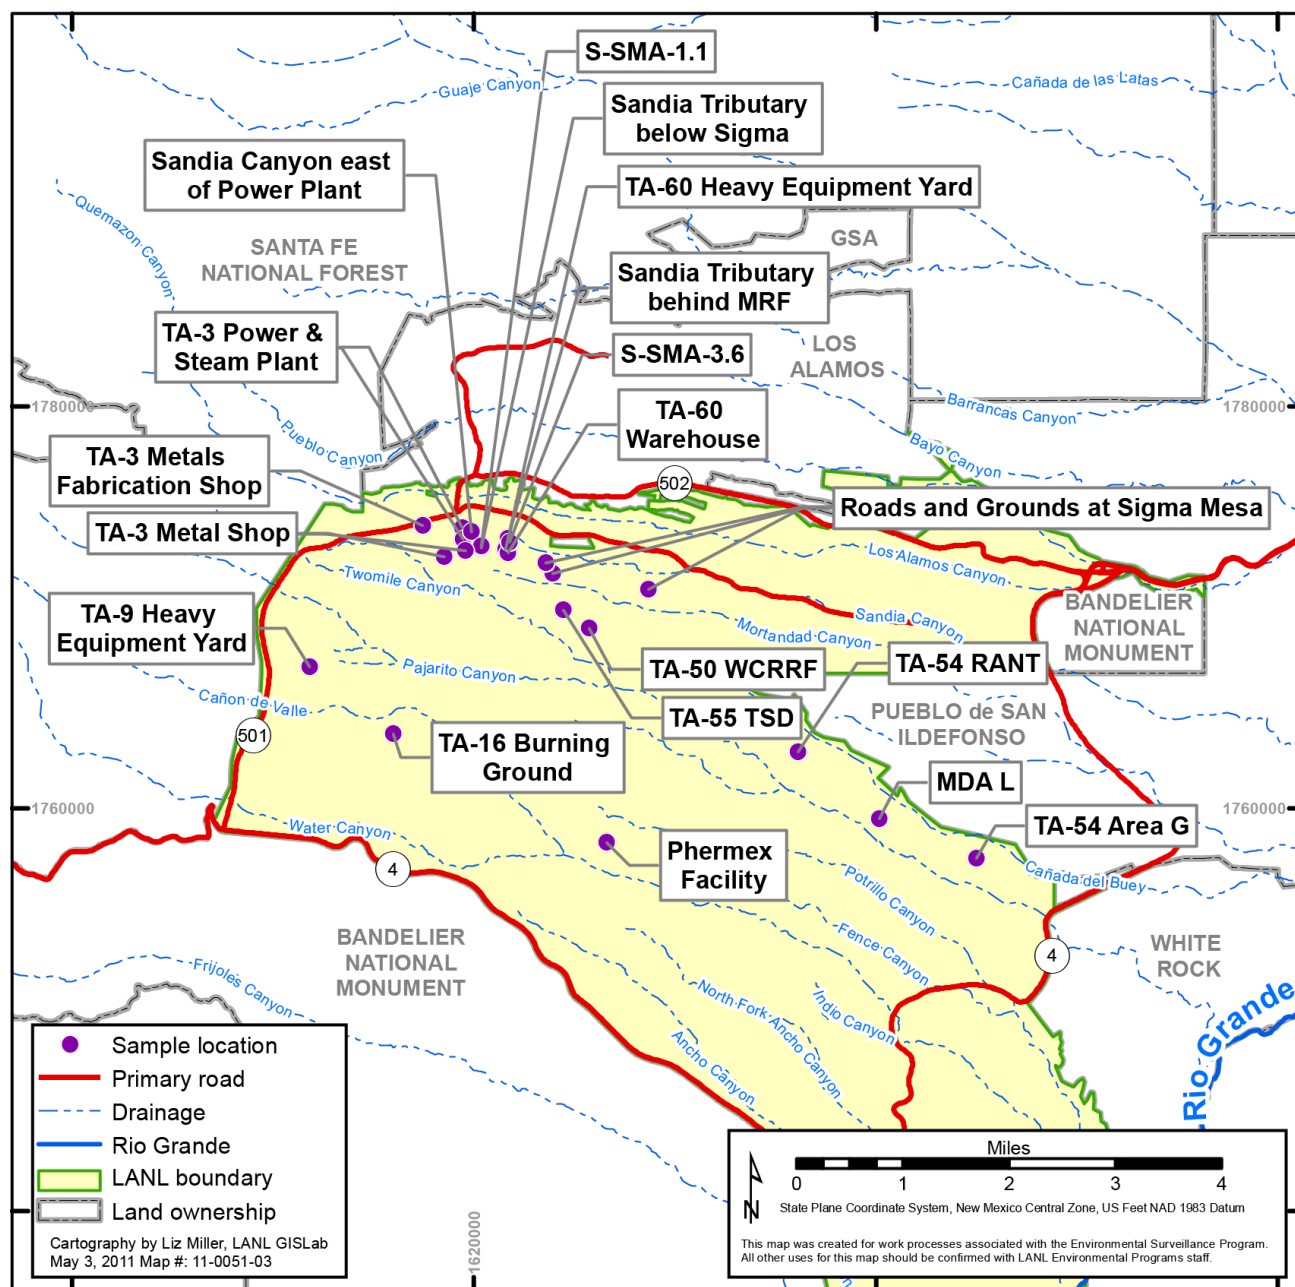 S-SMA-1.1
Guaje Canyon
Cañada de las Latas
Sandia Tributary
below Sigma
Sandia Canyon east
of Power Plant
TA-60 Heavy Equipment Yard
Quemazon Canyon
SANTA FE
NATIONAL FOREST
GSA
Sandia Tributary
behind MRF
TA-3 Power &
Steam Plant
S-SMA-3.6
LOS
ALAMOS
1780000
1780000
TA-60
Warehouse
Barrancas Canyon
Pueblo Canyon
Bayo Canyon
TA-3 Metals
Fabrication Shop
502
Roads and Grounds at Sigma Mesa
TA-3 Metal Shop
Los Alamos Canyon
Twomile Canyon
TA-9 Heavy
Equipment Yard
BANDELIER
NATIONAL
MONUMENT
Sandia Canyon
Mortandad Canyon
Pajarito Canyon
TA-50 WCRRF
TA-54 RANT
Cañon de Valle
TA-55 TSD
PUEBLO de SAN
ILDEFONSO
501
TA-16 Burning
Ground
MDA L
1760000
1760000
Water Canyon
TA-54 Area G
4
Phermex
Facility
Cañada del Buey
Potrillo Canyon
BANDELIER
NATIONAL
MONUMENT
Fence Canyon
4
WHITE
ROCK
Frijoles Canyon
North Fork Ancho Canyon
Indio Canyon
Ancho Canyon
Rio Grande
Sample location
Primary road
Drainage
Rio Grande
LANL boundary
Land ownership
Cartography by Liz Miller, LANL GISLab
May 3, 2011 Map #: 11-0051-03
1620000
Miles
0 1 2 3 4
N
State Plane Coordinate System, New Mexico Central Zone, US Feet NAD 1983 Datum
This map was created for work processes associated with the Environmental Surveillance Program.
All other uses for this map should be confirmed with LANL Environmental Programs staff.